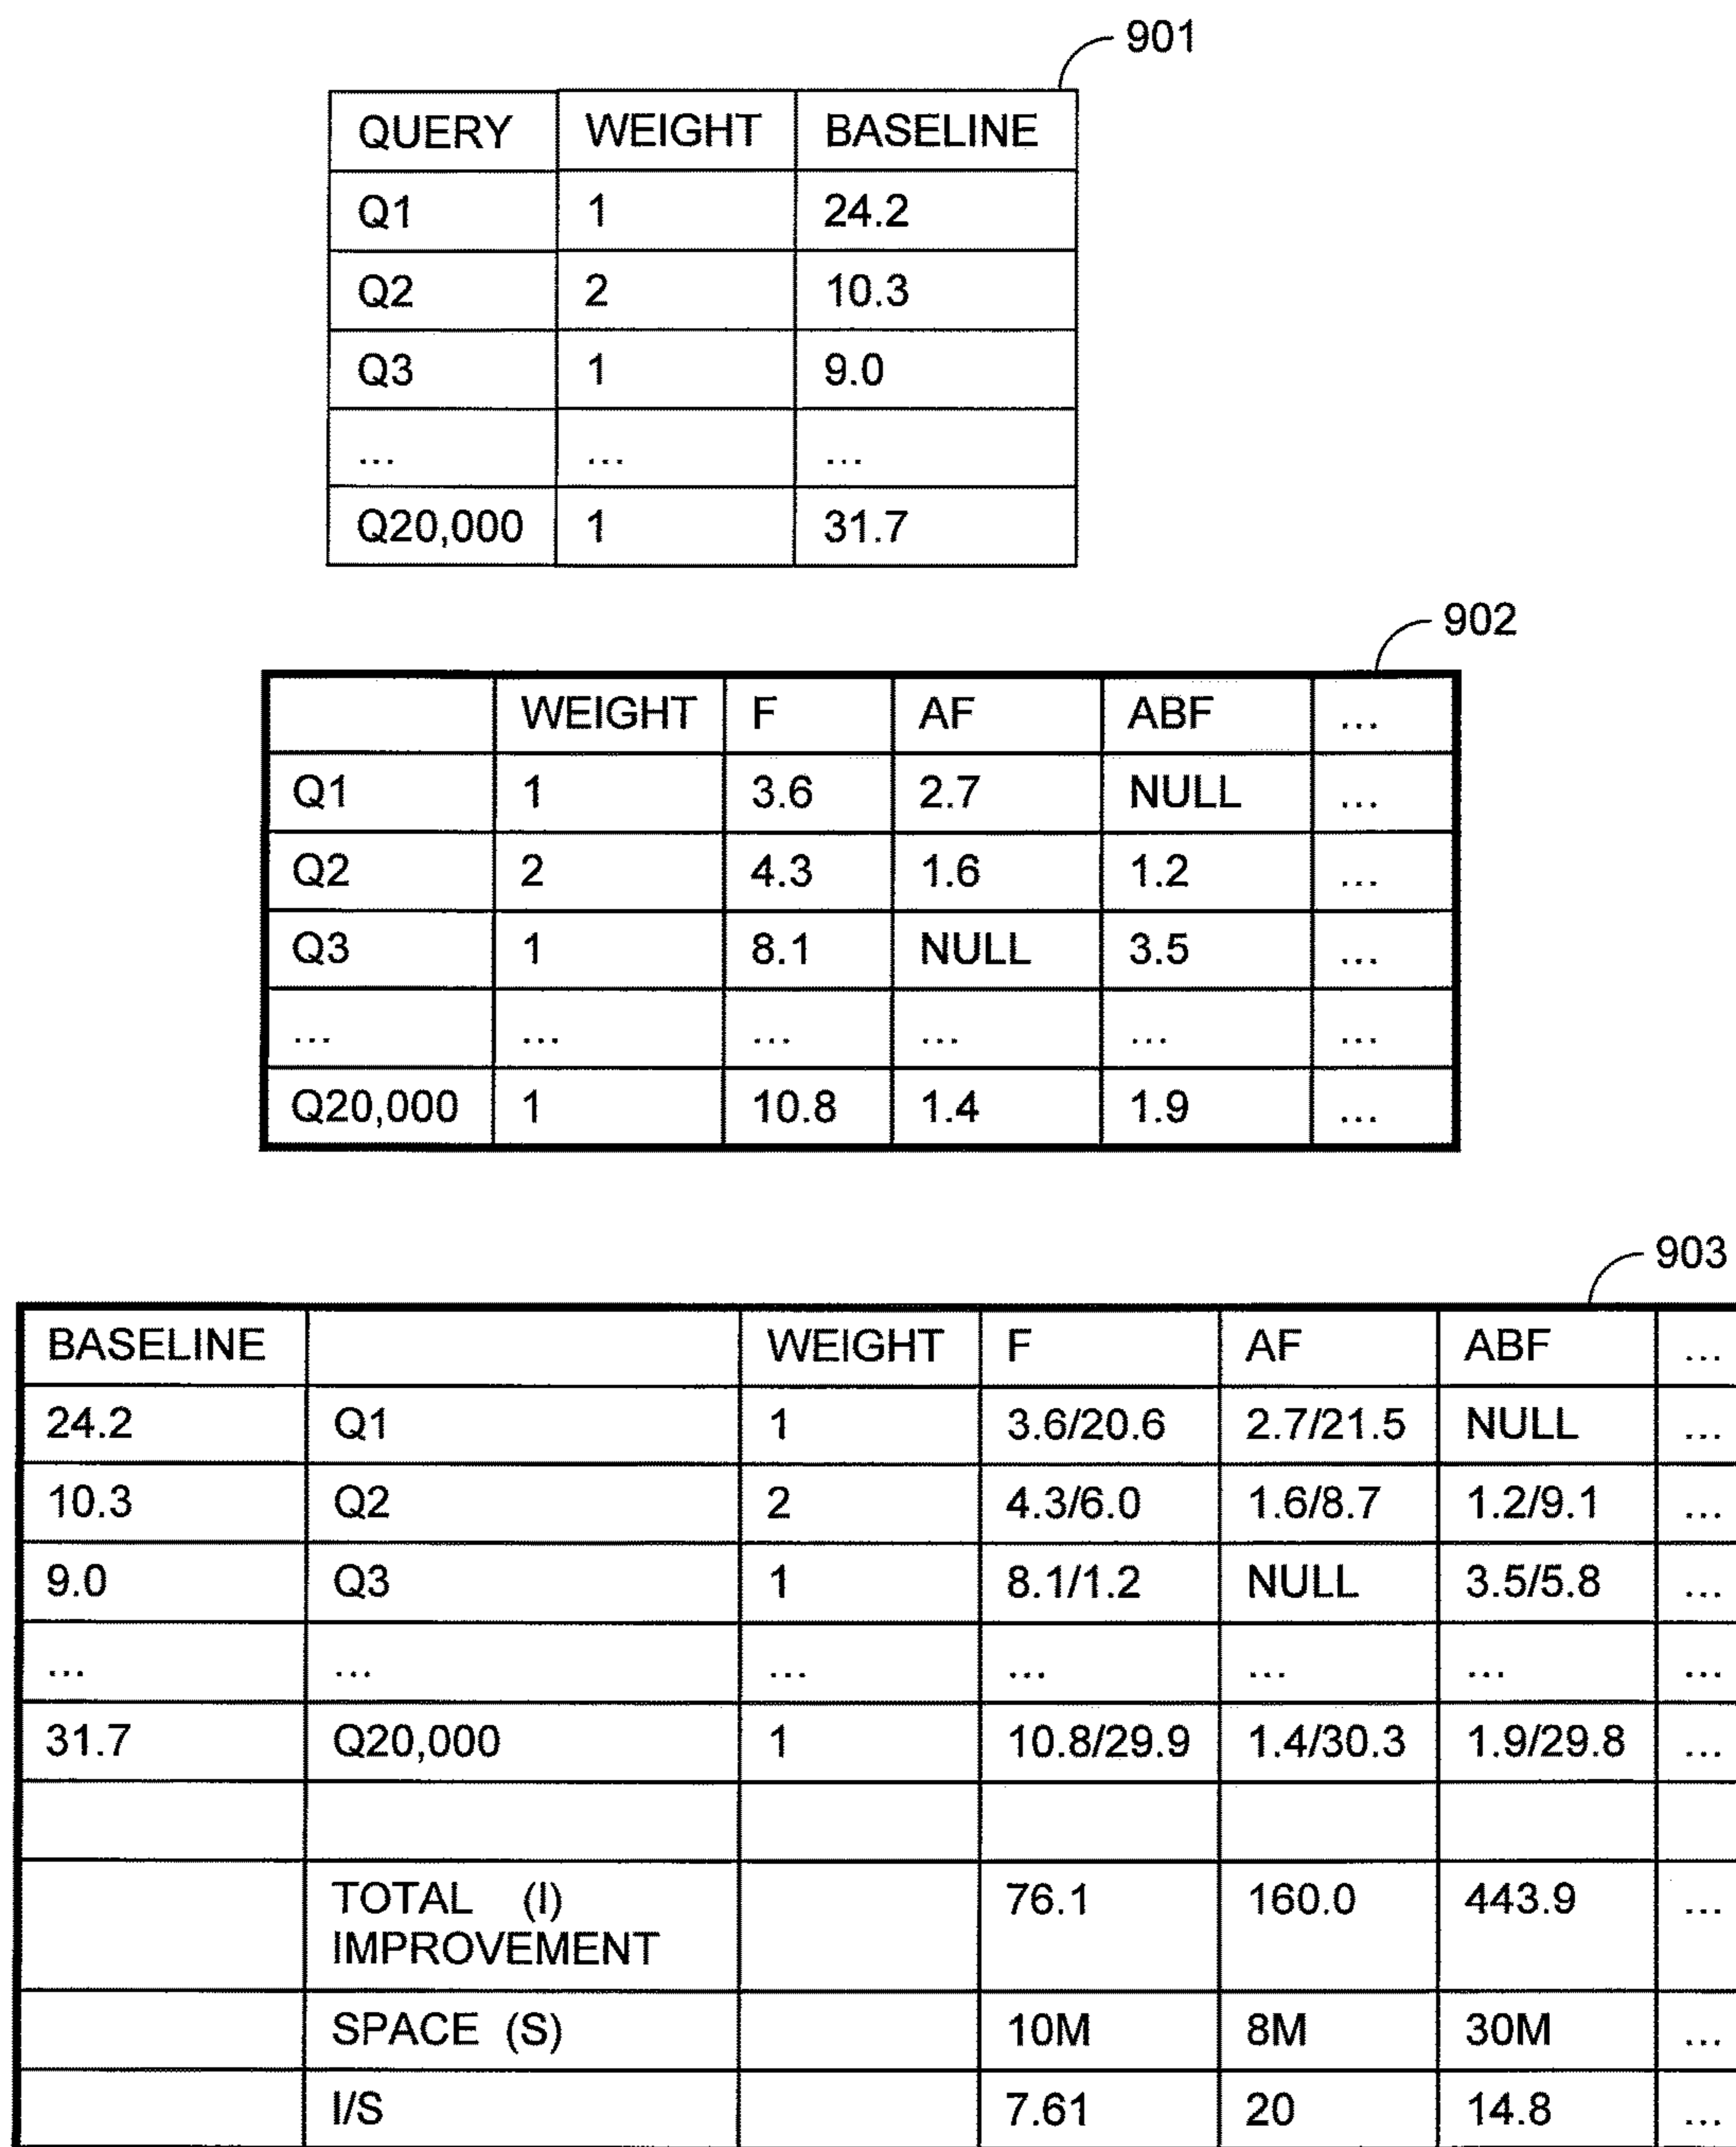 901
QUERY WEIGHT BASELINE
Q1 1 24.2
Q2 2 10.3
Q3 1 9.0
... ... ...
Q20,000 1 31.7
902
WEIGHT F AF ABF ...
Q1 1 3.6 2.7 NULL ...
Q2 2 4.3 1.6 1.2 ...
Q3 1 8.1 NULL 3.5 ...
... ... ... ... ... ...
Q20,000 1 10.8 1.4 1.9 ...
903
BASELINE WEIGHT F AF ABF ...
24.2 Q1 1 3.6/20.6 2.7/21.5 NULL ...
10.3 Q2 2 4.3/6.0 1.6/8.7 1.2/9.1 ...
9.0 Q3 1 8.1/1.2 NULL 3.5/5.8 ...
... ... ... ... ... ... ...
31.7 Q20,000 1 10.8/29.9 1.4/30.3 1.9/29.8 ...
TOTAL (I) 76.1 160.0 443.9 ...
IMPROVEMENT
SPACE (S) 10M 8M 30M ...
I/S 7.61 20 14.8 ...